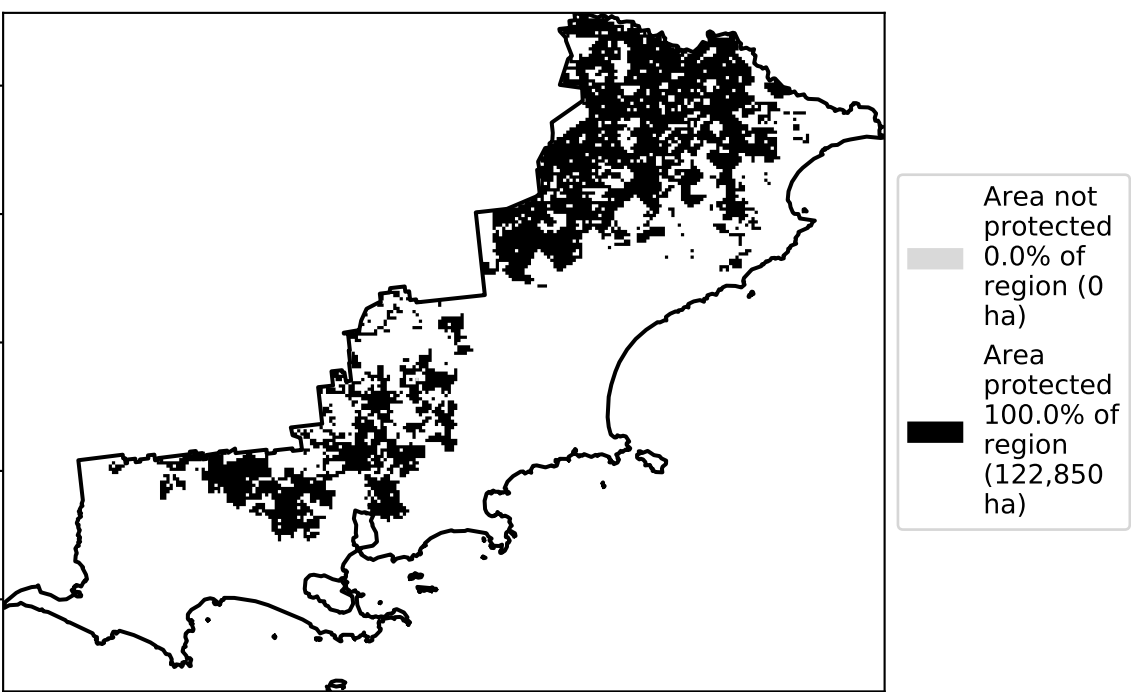 Area not
protected
0.0% of
region (0
ha)
Area
protected
100.0% of
region
(122,850
ha)